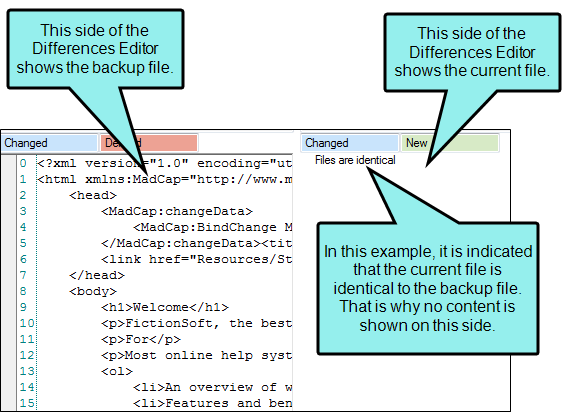 This side of the
Differences Editor
shows the backup file.
This side of the
Differences Editor
shows the current file.
Changed
Changed New
Files are identical
0 <?xml version="1.0" encoding="ut
1 <html xmlns:MadCap="http://www.m
2 <head>
3 <MadCap:changeData>
4 <MadCap:BindChange M
5 </MadCap:changeData><tit
6 <link href="Resources/St
7 </head>
8 <body>
9 <h1>Welcome</h1>
10 <p>FictionSoft, the best
11 <p>For</p>
12 <p>Most online help syst
13 <ol>
14 <li>An overview of w
15 <li>Features and ben
In this example, it is indicated
that the current file is
identical to the backup file.
That is why no content is
shown on this side.